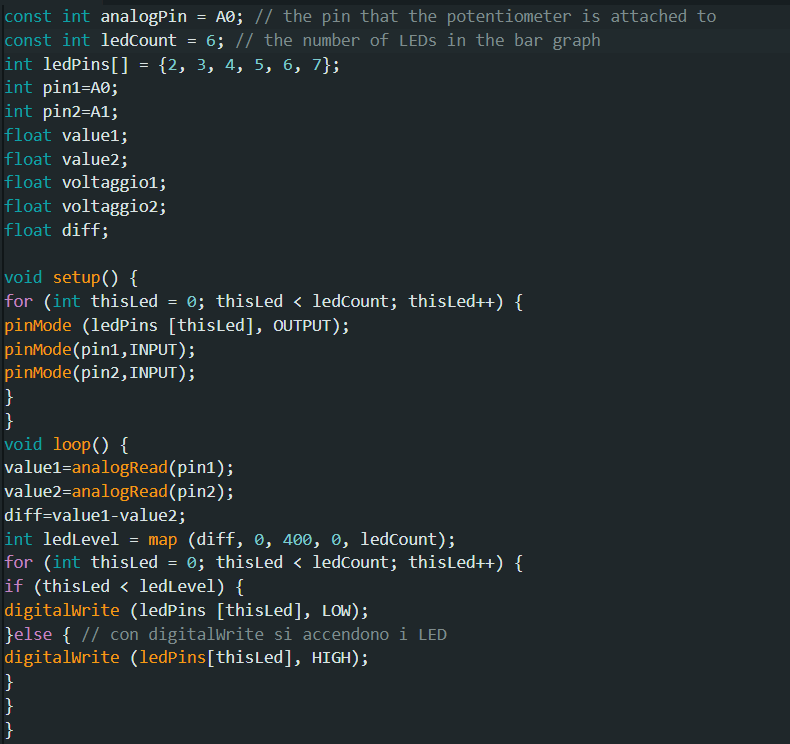 const int analogPin = A0; // the pin that the potentiometer is attached to
const int ledCount = 6; // the number of LEDs in the bar graph
int ledPins[] = {2, 3, 4, 5, 6, 7};
int pin1=A0;
int pin2=A1;
float value1;
float value2;
float voltaggio1;
float voltaggio2;
float diff;

void setup() {
for (int thisLed = 0; thisLed < ledCount; thisLed++) {
pinMode (ledPins [thisLed], OUTPUT);
pinMode(pin1,INPUT);
pinMode(pin2,INPUT);
}
}
void loop() {
value1=analogRead(pin1);
value2=analogRead(pin2);
diff=value1-value2;
int ledLevel = map (diff, 0, 400, 0, ledCount);
for (int thisLed = 0; thisLed < ledCount; thisLed++) {
if (thisLed < ledLevel) {
digitalWrite (ledPins [thisLed], LOW);
}else { // con digitalWrite si accendono i LED
digitalWrite (ledPins[thisLed], HIGH);
}
}
}